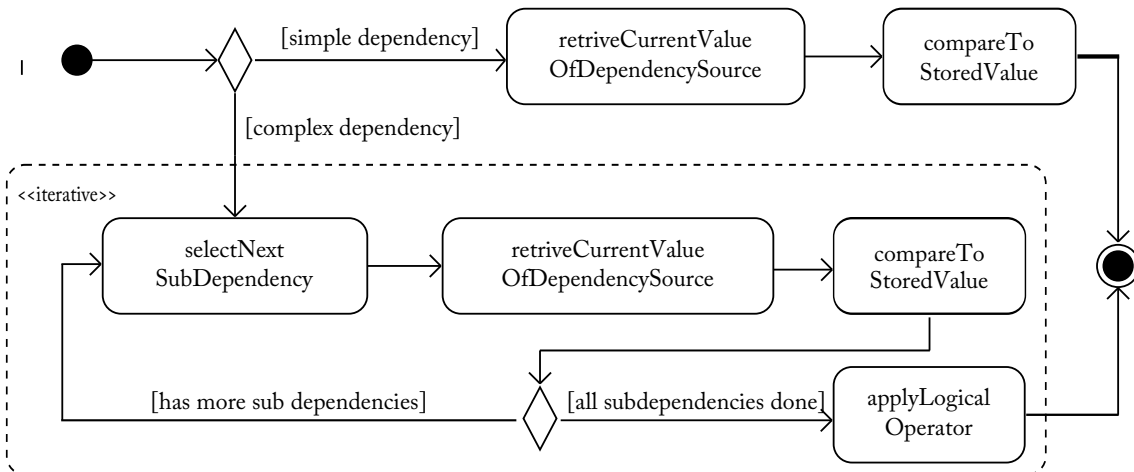 [simple dependency]
retriveCurrentValue
OfDependencySource
compareTo
StoredValue
[complex dependency]
<<iterative>>
selectNext
SubDependency
retriveCurrentValue
OfDependencySource
compareTo
StoredValue
[has more sub dependencies]
[all subdependencies done]
applyLogical
Operator